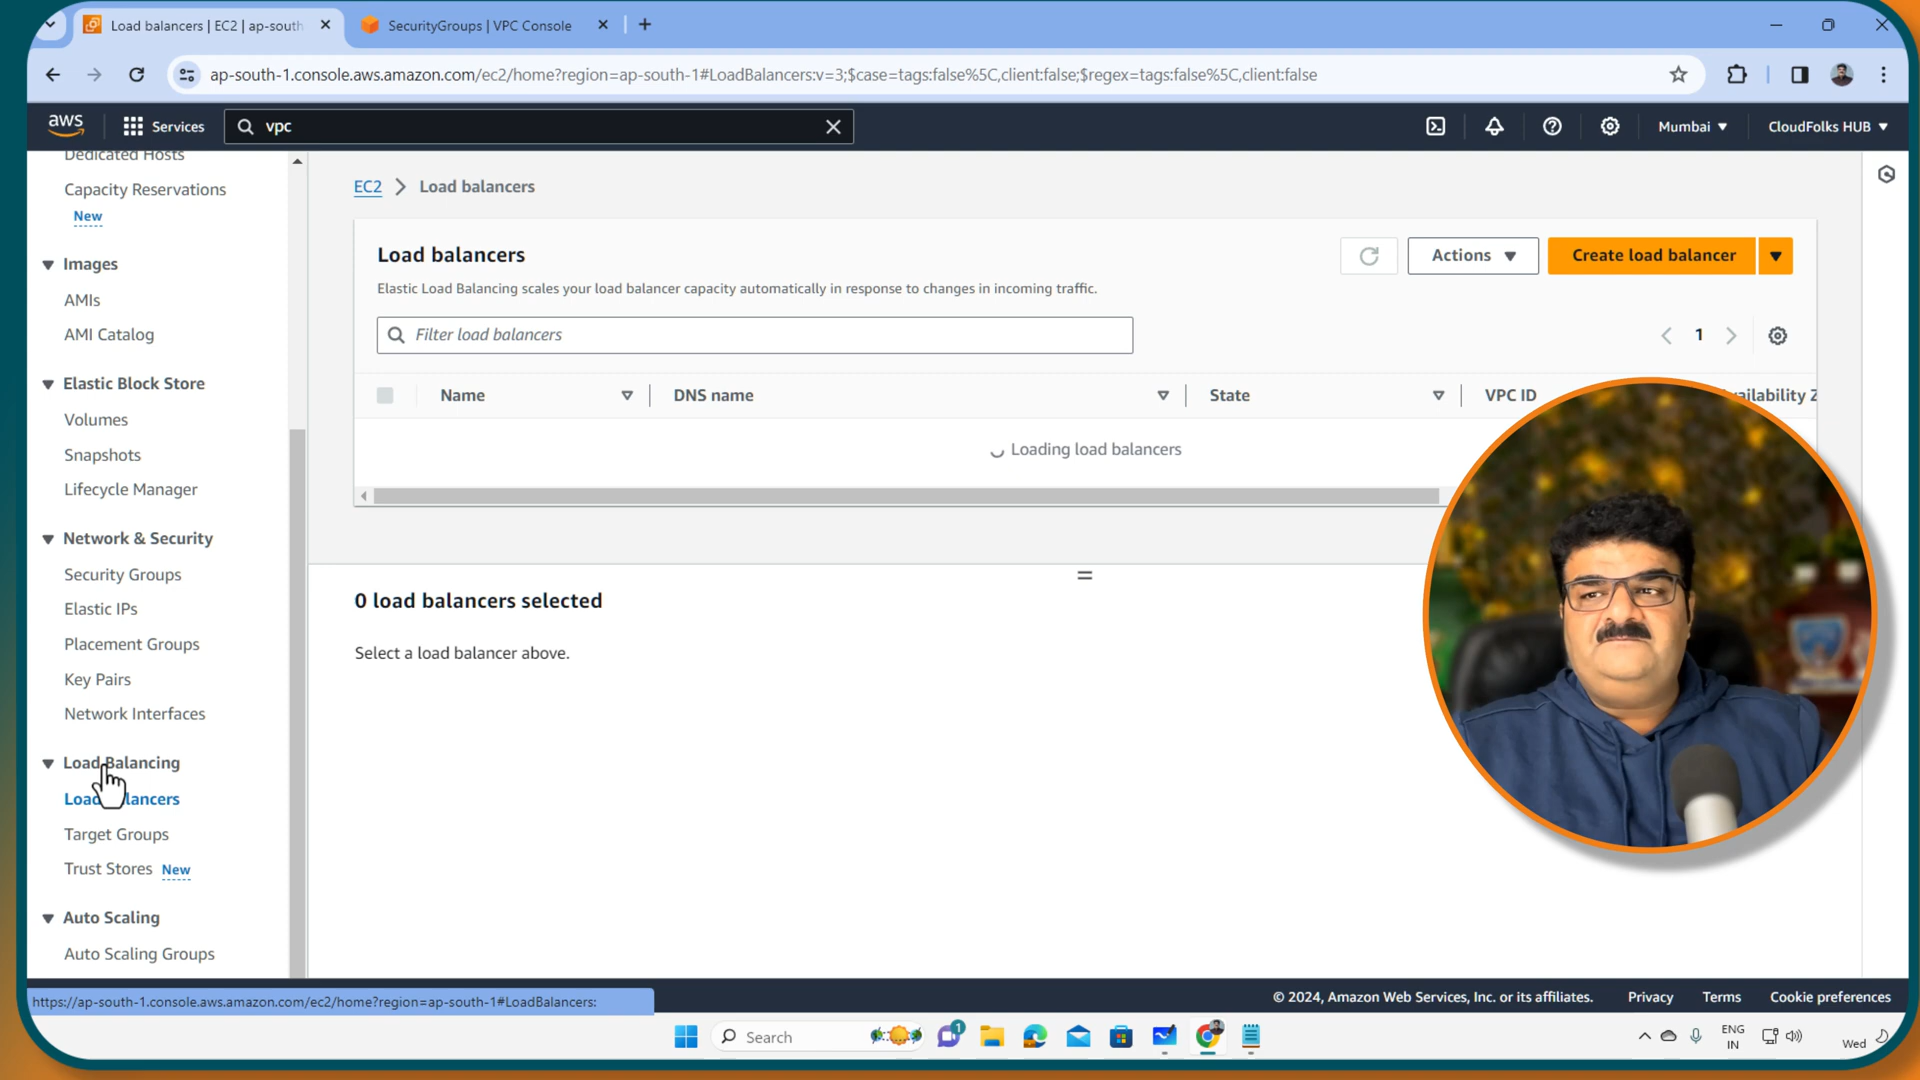 Load balancers | EC2 | ap-south
SecurityGroups | VPC Console
ap-south-1.console.aws.amazon.com/ec2/home?region=ap-south-1#LoadBalancers:v=3;$case=tags:false%5C,client:false;$regex=tags:false%5C,client:false
aws
Services
vpc
Mumbai
CloudFolks HUB
Dedicated Hosts
Capacity Reservations
New
Images
AMIs
AMI Catalog
Elastic Block Store
Volumes
Snapshots
Lifecycle Manager
Network & Security
Security Groups
Elastic IPs
Placement Groups
Key Pairs
Network Interfaces
Load Balancing
Load Balancers
Target Groups
Trust Stores New
Auto Scaling
Auto Scaling Groups
EC2 > Load balancers
Load balancers
Actions
Create load balancer
Elastic Load Balancing scales your load balancer capacity automatically in response to changes in incoming traffic.
Filter load balancers
1
Name
DNS name
State
VPC ID
vailability Z
Loading load balancers
0 load balancers selected
Select a load balancer above.
https://ap-south-1.console.aws.amazon.com/ec2/home?region=ap-south-1#LoadBalancers:
© 2024, Amazon Web Services, Inc. or its affiliates.
Privacy
Terms
Cookie preferences
Search
1
ENG
IN
Wed